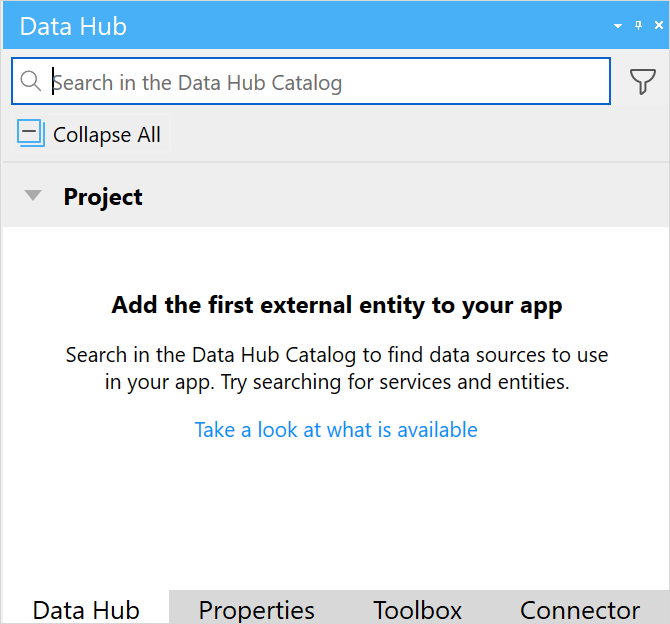 Data Hub
Search in the Data Hub Catalog
Collapse All
Project
Add the first external entity to your app
Search in the Data Hub Catalog to find data sources to use
in your app. Try searching for services and entities.
Take a look at what is available
Data Hub Properties Toolbox Connector